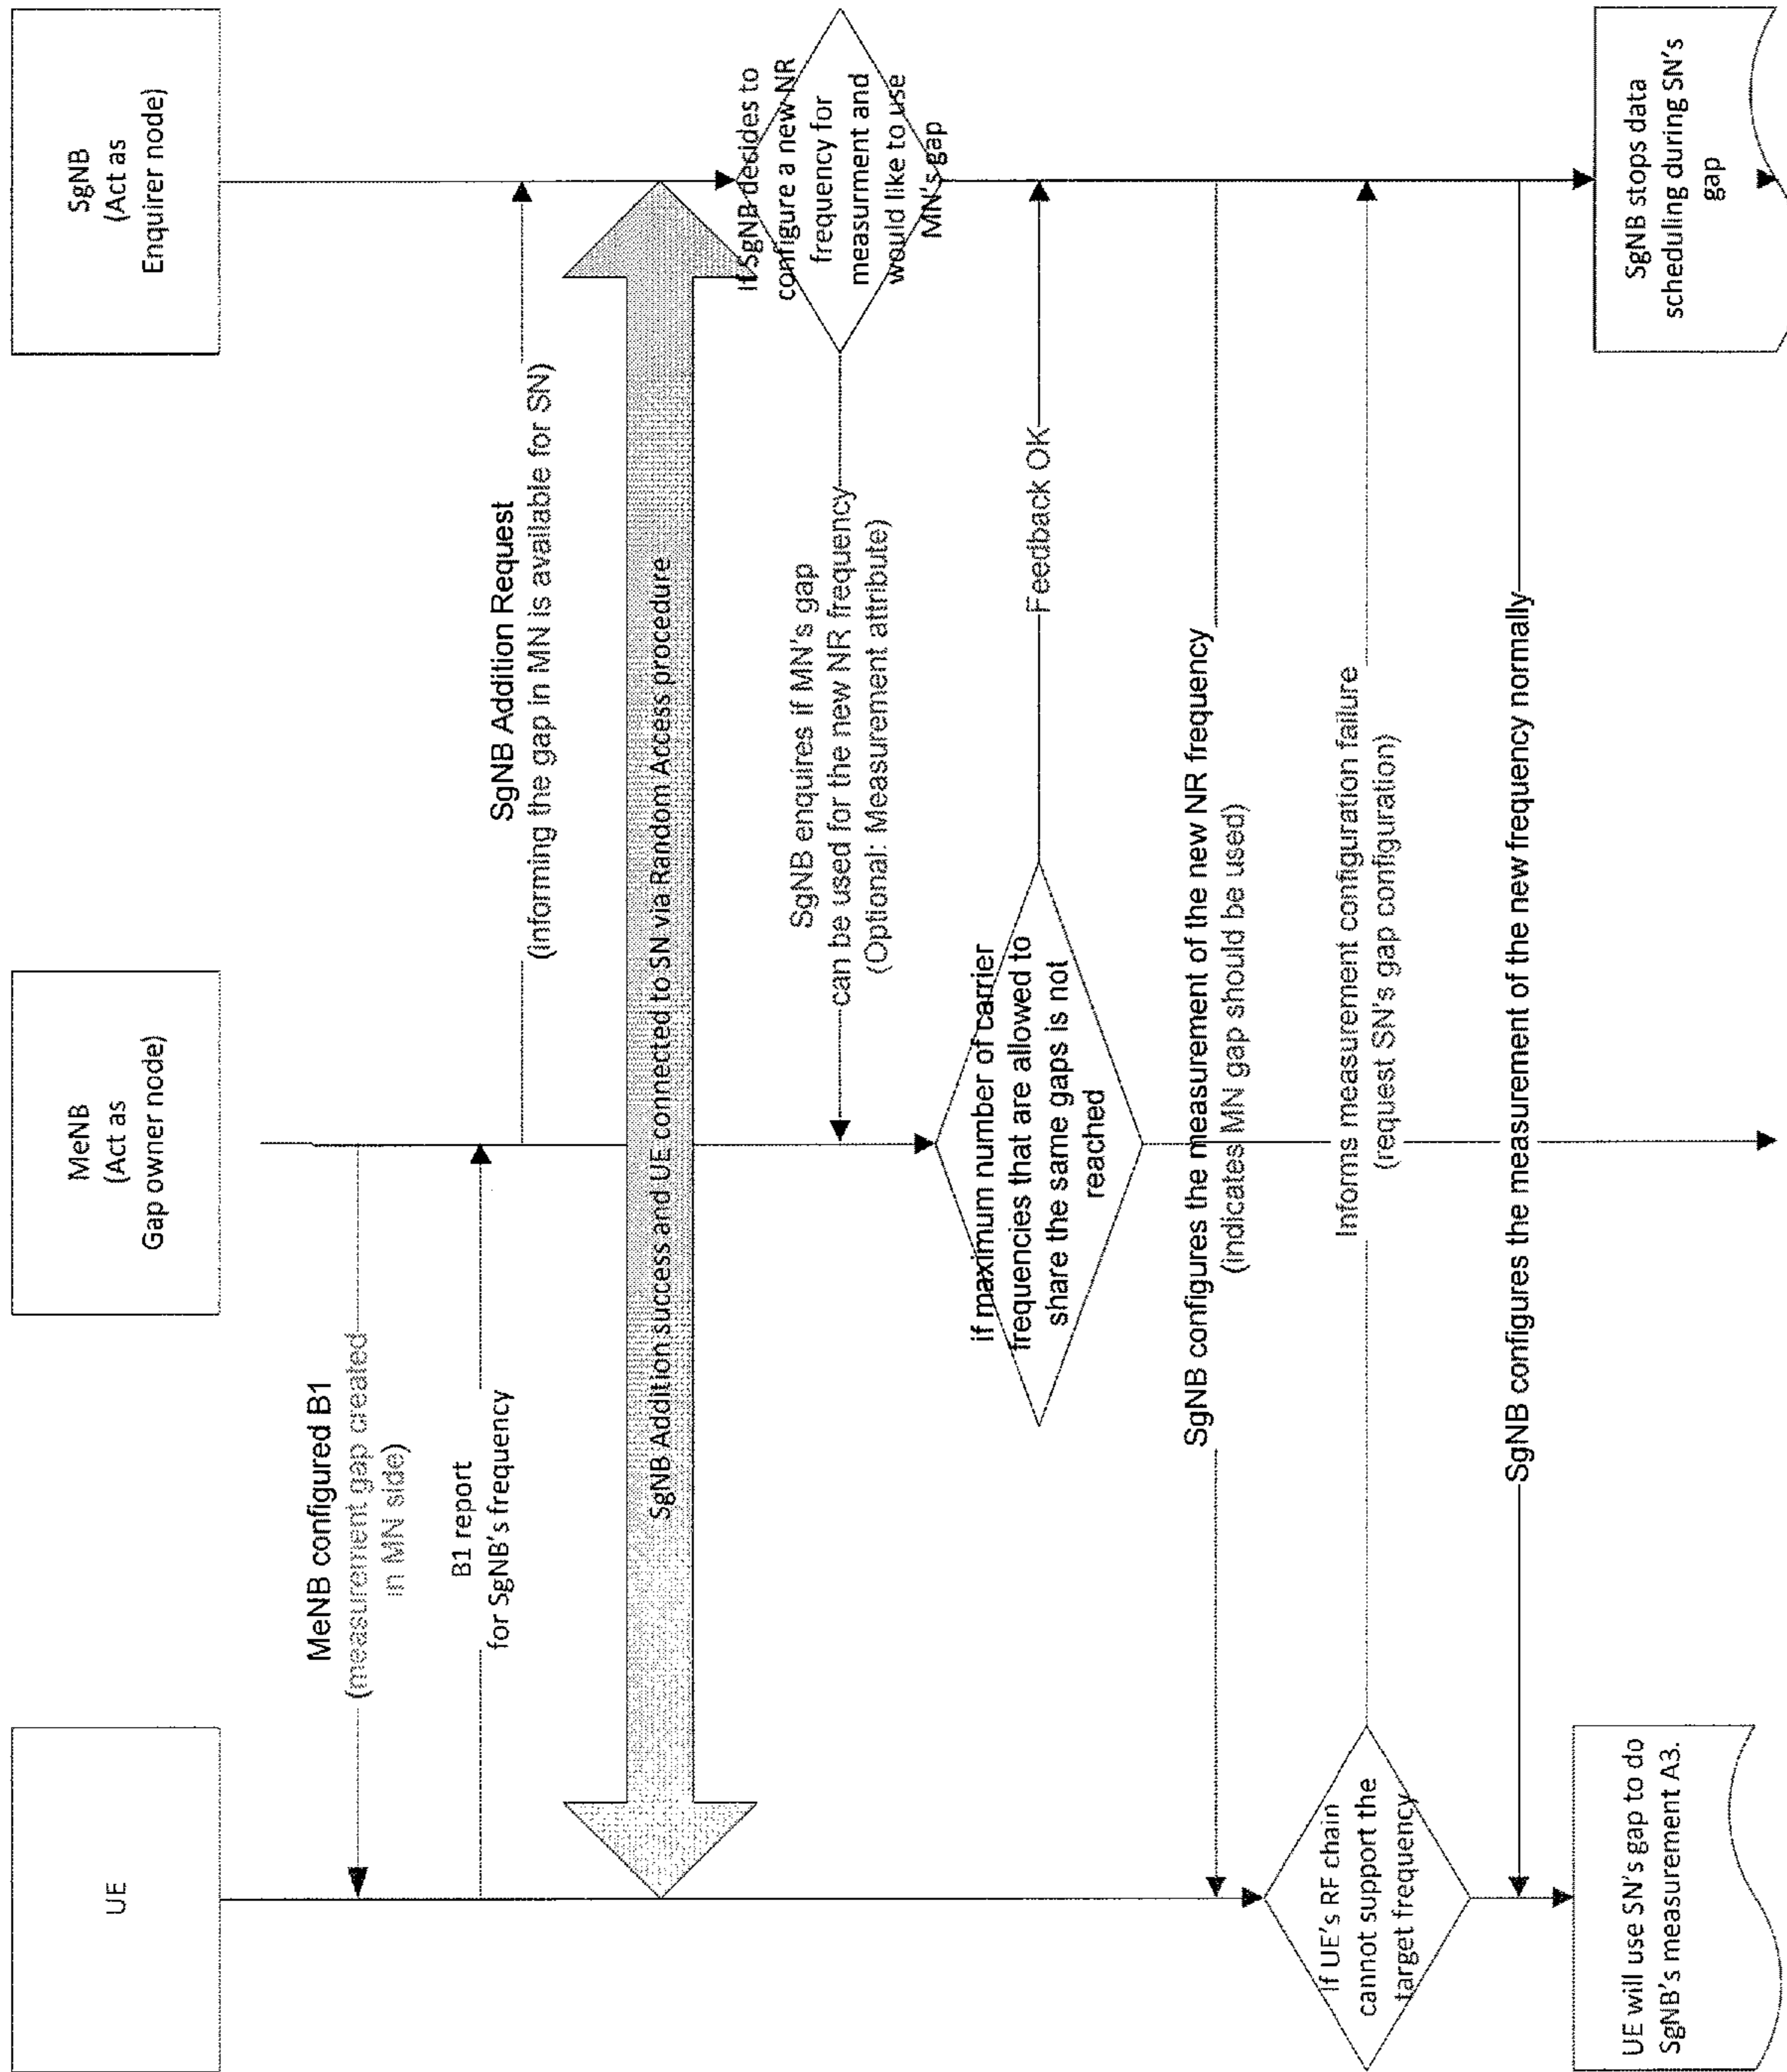 UE
MeNB
(Act as
Gap owner node)
SgNB
(Act as
Enquirer node)
MeNB configured B1
(measurement gap created
in MN side)
B1 report
for SgNB's frequency
SgNB Addition Request
(informing the gap in MN is available for SN)
SgNB Addition success and UE connected to SN via Random Access procedure
If SgNB decides to
configure a new NR
frequency for
measurment and
would like to use
MN's gap
SgNB enquires if MN's gap
can be used for the new NR frequency
(Optional: Measurement attribute)
if maximum number of carrier
frequencies that are allowed to
share the same gaps is not
reached
Feedback OK
SgNB configures the measurement of the new NR frequency
(indicates MN gap should be used)
If UE's RF chain
cannot support the
target frequency
Informs measurement configuration failure
(request SN's gap configuration)
SgNB configures the measurement of the new frequency normally
UE will use SN's gap to do
SgNB's measurement A3.
SgNB stops data
scheduling during SN's
gap